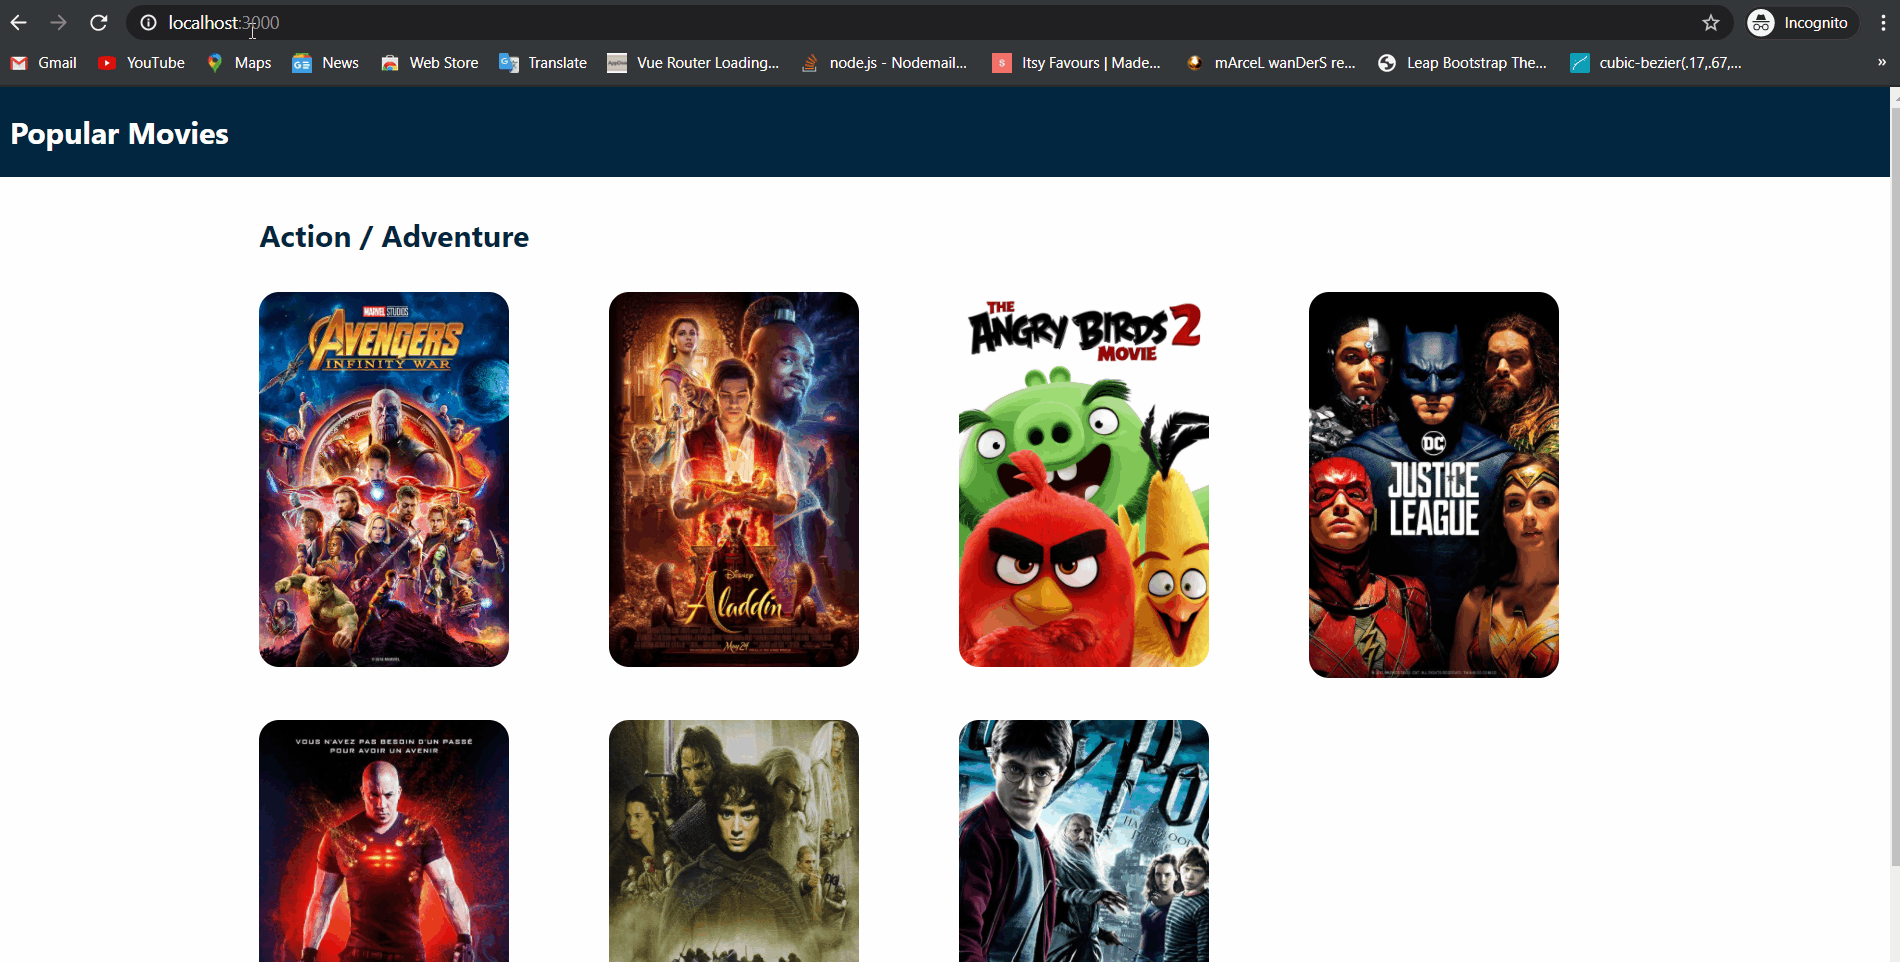 localhost:3000
Incognito
Gmail
YouTube
Maps
News
Web Store
Translate
Vue Router Loading...
node.js - Nodemail...
Itsy Favours | Made...
mArceL wanDerS re...
Leap Bootstrap The...
cubic-bezier(.17,.67,...
»
Popular Movies
Action / Adventure
MARVEL STUDIOS
AVENGERS
INFINITY WAR
Disney
Aladdin
May 24
THE
ANGRY BIRDS 2
MOVIE
DC
JUSTICE
LEAGUE
VOUS N'AVEZ PAS BESOIN D'UN PASSÉ
POUR AVOIR UN AVENIR